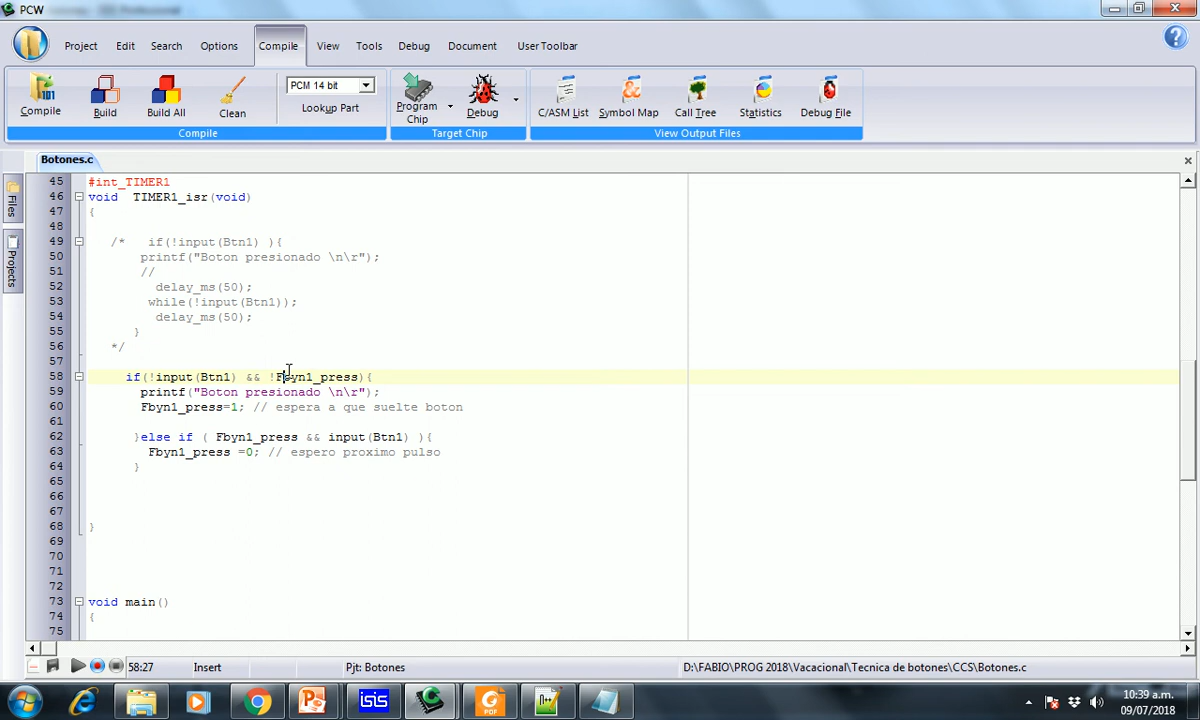 PCW
Project Edit Search Options Compile View Tools Debug Document User Toolbar
Compile Build Build All Clean PCM 14 bit Lookup Part Program Chip Debug C/ASM List Symbol Map Call Tree Statistics Debug File
Compile Target Chip View Output Files
Botones.c
Files
Projects
45 #int_TIMER1
46 void TIMER1_isr(void)
47 {
48
49 /* if(!input(Btn1) ){
50 printf("Boton presionado \n\r");
51 //
52 delay_ms(50);
53 while(!input(Btn1));
54 delay_ms(50);
55 }
56 */
57
58 if(!input(Btn1) && !Fbyn1_press){
59 printf("Boton presionado \n\r");
60 Fbyn1_press=1; // espera a que suelte boton
61
62 }else if ( Fbyn1_press && input(Btn1) ){
63 Fbyn1_press =0; // espero proximo pulso
64 }
65
66
67
68 }
69
70
71
72
73 void main()
74 {
75
58:27 Insert Pjt: Botones D:\FABIO\PROG 2018\Vacacional\Tecnica de botones\CCS\Botones.c
isis
PDF
N++
10:39 a.m.
09/07/2018